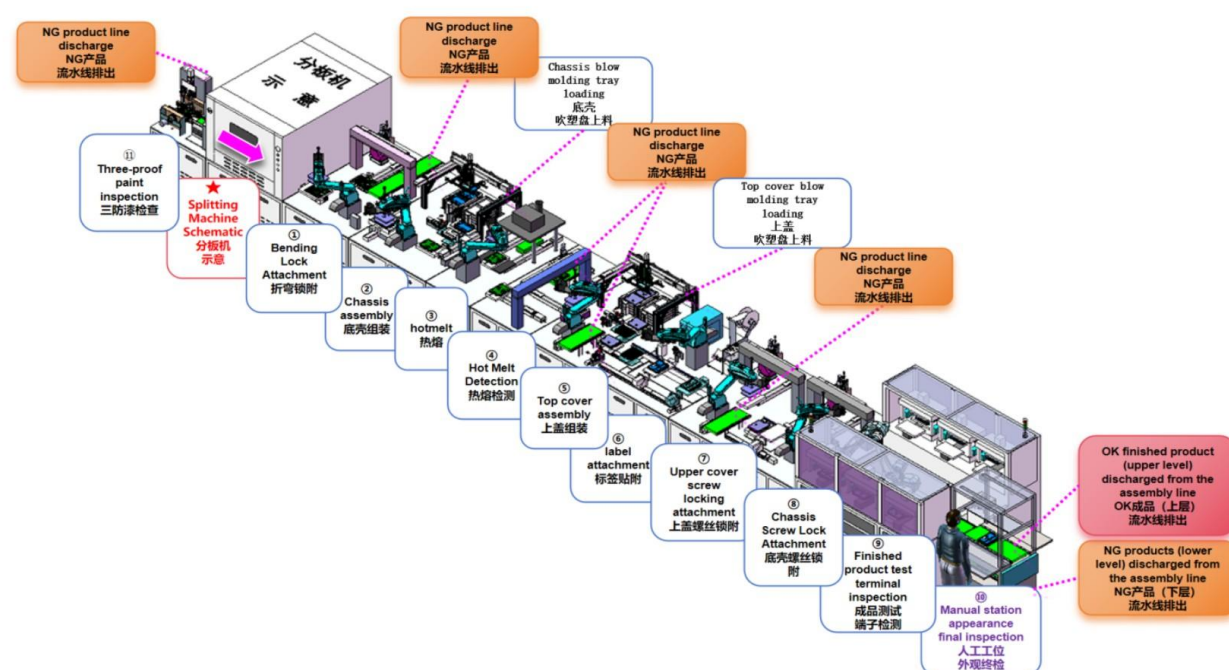 NG product line
discharge
NG产品
流水线排出
分板机
示 意
NG product line
discharge
NG产品
流水线排出
Chassis blow
molding tray
loading
底壳
吹塑盘上料
NG product line
discharge
NG产品
流水线排出
Top cover blow
molding tray
loading
上盖
吹塑盘上料
NG product line
discharge
NG产品
流水线排出
⑪
Three-proof
paint
inspection
三防漆检查
★
Splitting
Machine
Schematic
分板机
示意
①
Bending
Lock
Attachment
折弯锁附
②
Chassis
assembly
底壳组装
③
hotmelt
热熔
④
Hot Melt
Detection
热熔检测
⑤
Top cover
assembly
上盖组装
⑥
label
attachment
标签贴附
⑦
Upper cover
screw
locking
attachment
上盖螺丝锁附
⑧
Chassis
Screw Lock
Attachment
底壳螺丝锁
附
⑨
Finished
product test
terminal
inspection
成品测试
端子检测
⑩
Manual station
appearance
final inspection
人工工位
外观终检
OK finished product
(upper level)
discharged from the
assembly line
OK成品（上层）
流水线排出
NG products (lower
level) discharged from
the assembly line
NG产品（下层）
流水线排出